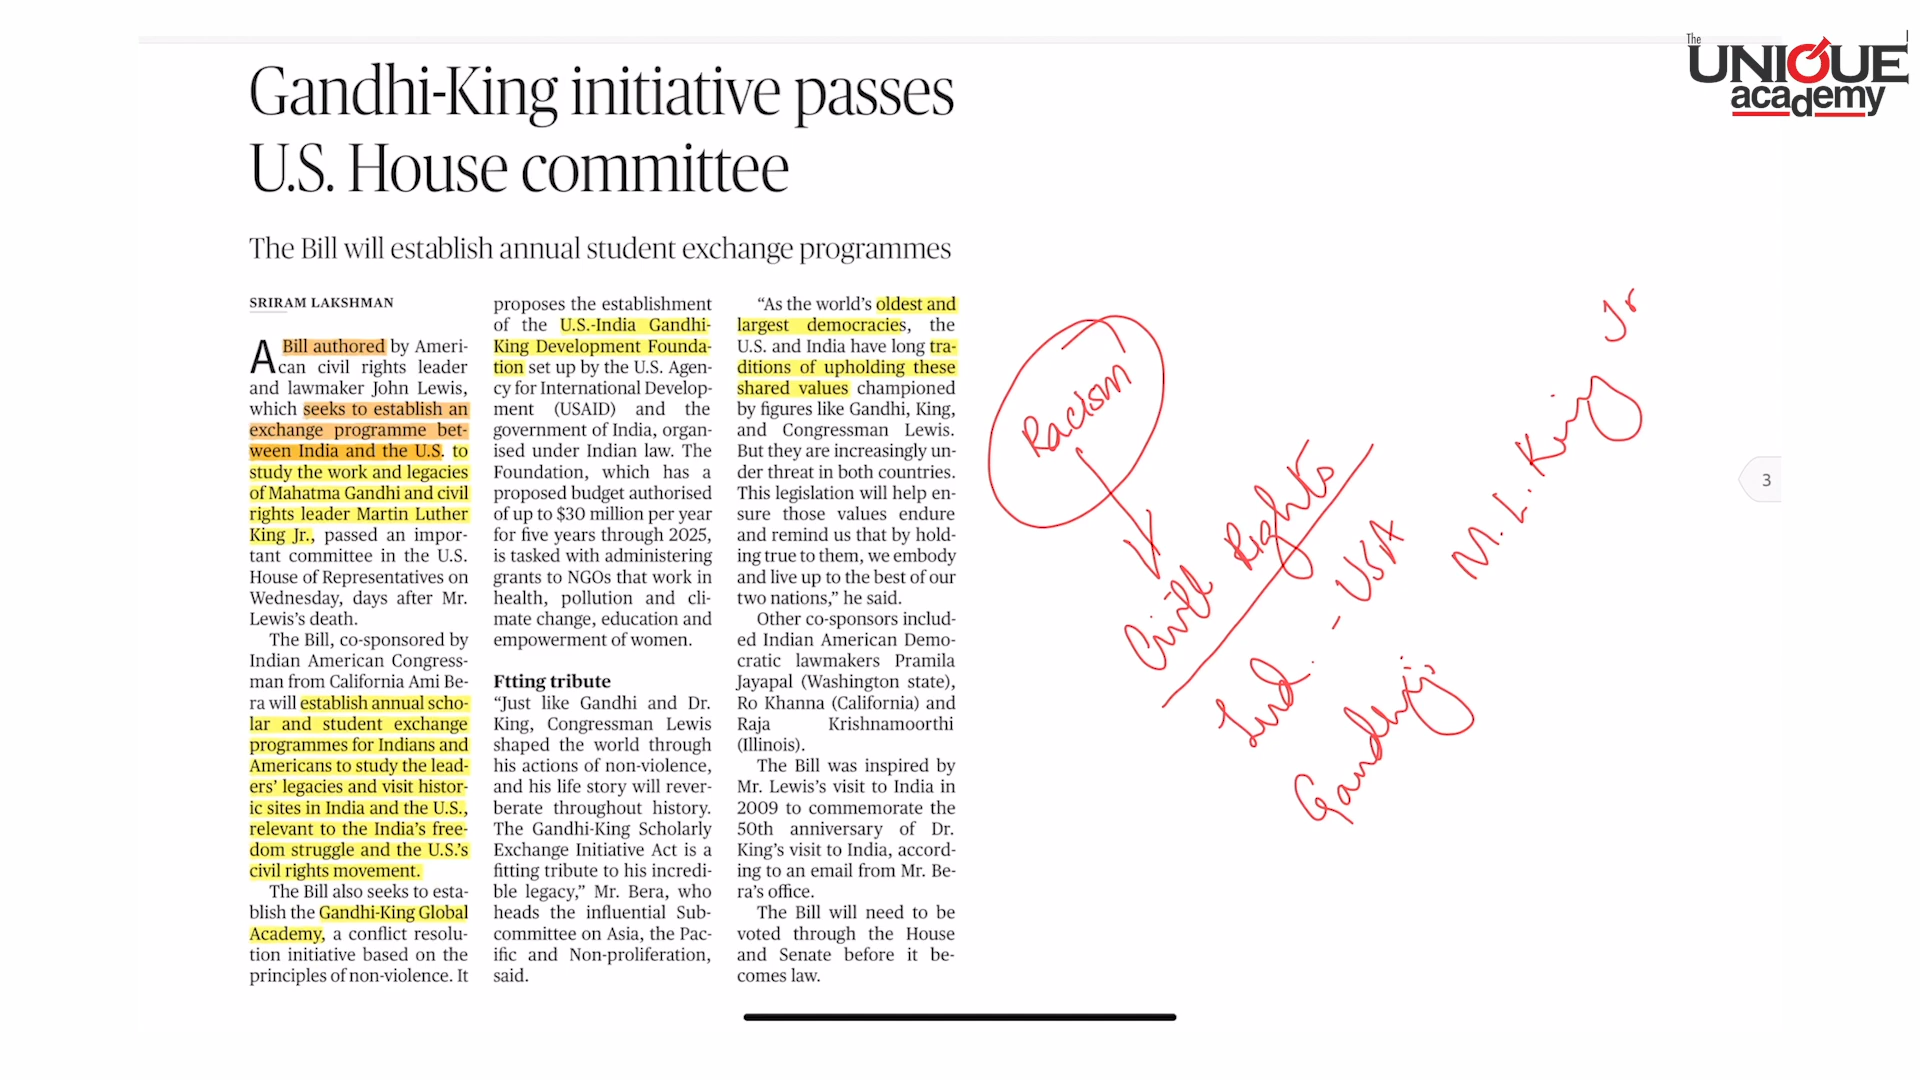 The
UNIQUE
academy
Gandhi-King initiative passes
U.S. House committee
The Bill will establish annual student exchange programmes
SRIRAM LAKSHMAN
A Bill authored by Ameri-
can civil rights leader
and lawmaker John Lewis,
which seeks to establish an
exchange programme bet-
ween India and the U.S. to
study the work and legacies
of Mahatma Gandhi and civil
rights leader Martin Luther
King Jr., passed an impor-
tant committee in the U.S.
House of Representatives on
Wednesday, days after Mr.
Lewis's death.
The Bill, co-sponsored by
Indian American Congress-
man from California Ami Be-
ra will establish annual scho-
lar and student exchange
programmes for Indians and
Americans to study the lead-
ers' legacies and visit histor-
ic sites in India and the U.S.,
relevant to the India's free-
dom struggle and the U.S.'s
civil rights movement.
The Bill also seeks to esta-
blish the Gandhi-King Global
Academy, a conflict resolu-
tion initiative based on the
principles of non-violence. It
proposes the establishment
of the U.S.-India Gandhi-
King Development Founda-
tion set up by the U.S. Agen-
cy for International Develop-
ment (USAID) and the
government of India, organ-
ised under Indian law. The
Foundation, which has a
proposed budget authorised
of up to $30 million per year
for five years through 2025,
is tasked with administering
grants to NGOs that work in
health, pollution and cli-
mate change, education and
empowerment of women.
Ftting tribute
“Just like Gandhi and Dr.
King, Congressman Lewis
shaped the world through
his actions of non-violence,
and his life story will rever-
berate throughout history.
The Gandhi-King Scholarly
Exchange Initiative Act is a
fitting tribute to his incredi-
ble legacy,” Mr. Bera, who
heads the influential Sub-
committee on Asia, the Pac-
ific and Non-proliferation,
said.
“As the world's oldest and
largest democracies, the
U.S. and India have long tra-
ditions of upholding these
shared values championed
by figures like Gandhi, King,
and Congressman Lewis.
But they are increasingly un-
der threat in both countries.
This legislation will help en-
sure those values endure
and remind us that by hold-
ing true to them, we embody
and live up to the best of our
two nations,” he said.
Other co-sponsors includ-
ed Indian American Demo-
cratic lawmakers Pramila
Jayapal (Washington state),
Ro Khanna (California) and
Raja Krishnamoorthi
(Illinois).
The Bill was inspired by
Mr. Lewis's visit to India in
2009 to commemorate the
50th anniversary of Dr.
King's visit to India, accord-
ing to an email from Mr. Be-
ra's office.
The Bill will need to be
voted through the House
and Senate before it be-
comes law.
Racism
Civil Rights
Ind. - USA
Gandhiji
M. L. King Jr
3